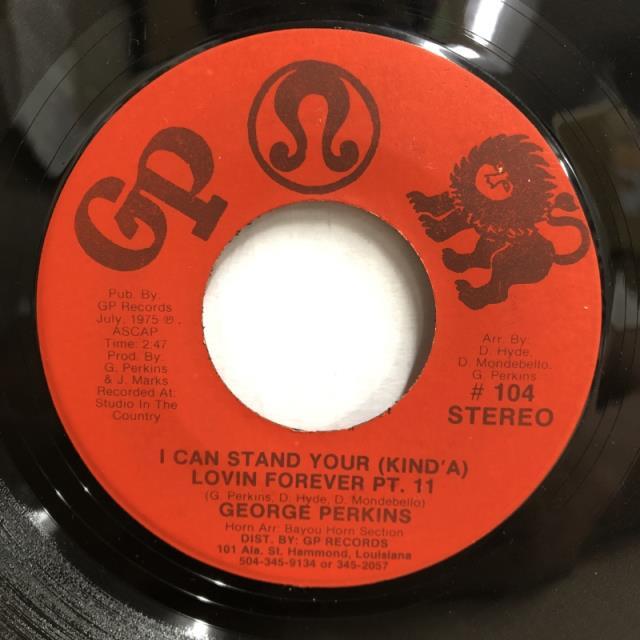 GP
Pub. By:
GP Records
July, 1975 ℗.
ASCAP
Time: 2:47
Prod. By:
G. Perkins
& J. Marks
Recorded At:
Studio In The
Country
Arr. By:
D. Hyde,
D. Mondebello,
G. Perkins
# 104
STEREO
I CAN STAND YOUR (KIND'A)
LOVIN FOREVER PT. 11
(G. Perkins, D. Hyde, D. Mondebello)
GEORGE PERKINS
Horn Arr: Bayou Horn Section
DIST. BY: GP RECORDS
101 Ala. St. Hammond, Louisiana
504-345-9134 or 345-2057